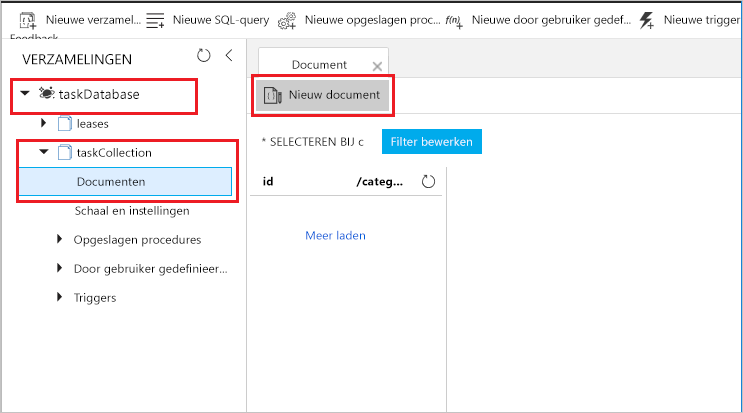 Nieuwe verzamel... Nieuwe SQL-query Nieuwe opgeslagen proc... Nieuwe door gebruiker gedef... Nieuwe trigger
Feedback
VERZAMELINGEN
Document
taskDatabase
Nieuw document
leases
* SELECTEREN BIJ c Filter bewerken
taskCollection
Documenten
id /categ...
Schaal en instellingen
Meer laden
Opgeslagen procedures
Door gebruiker gedefinieer...
Triggers